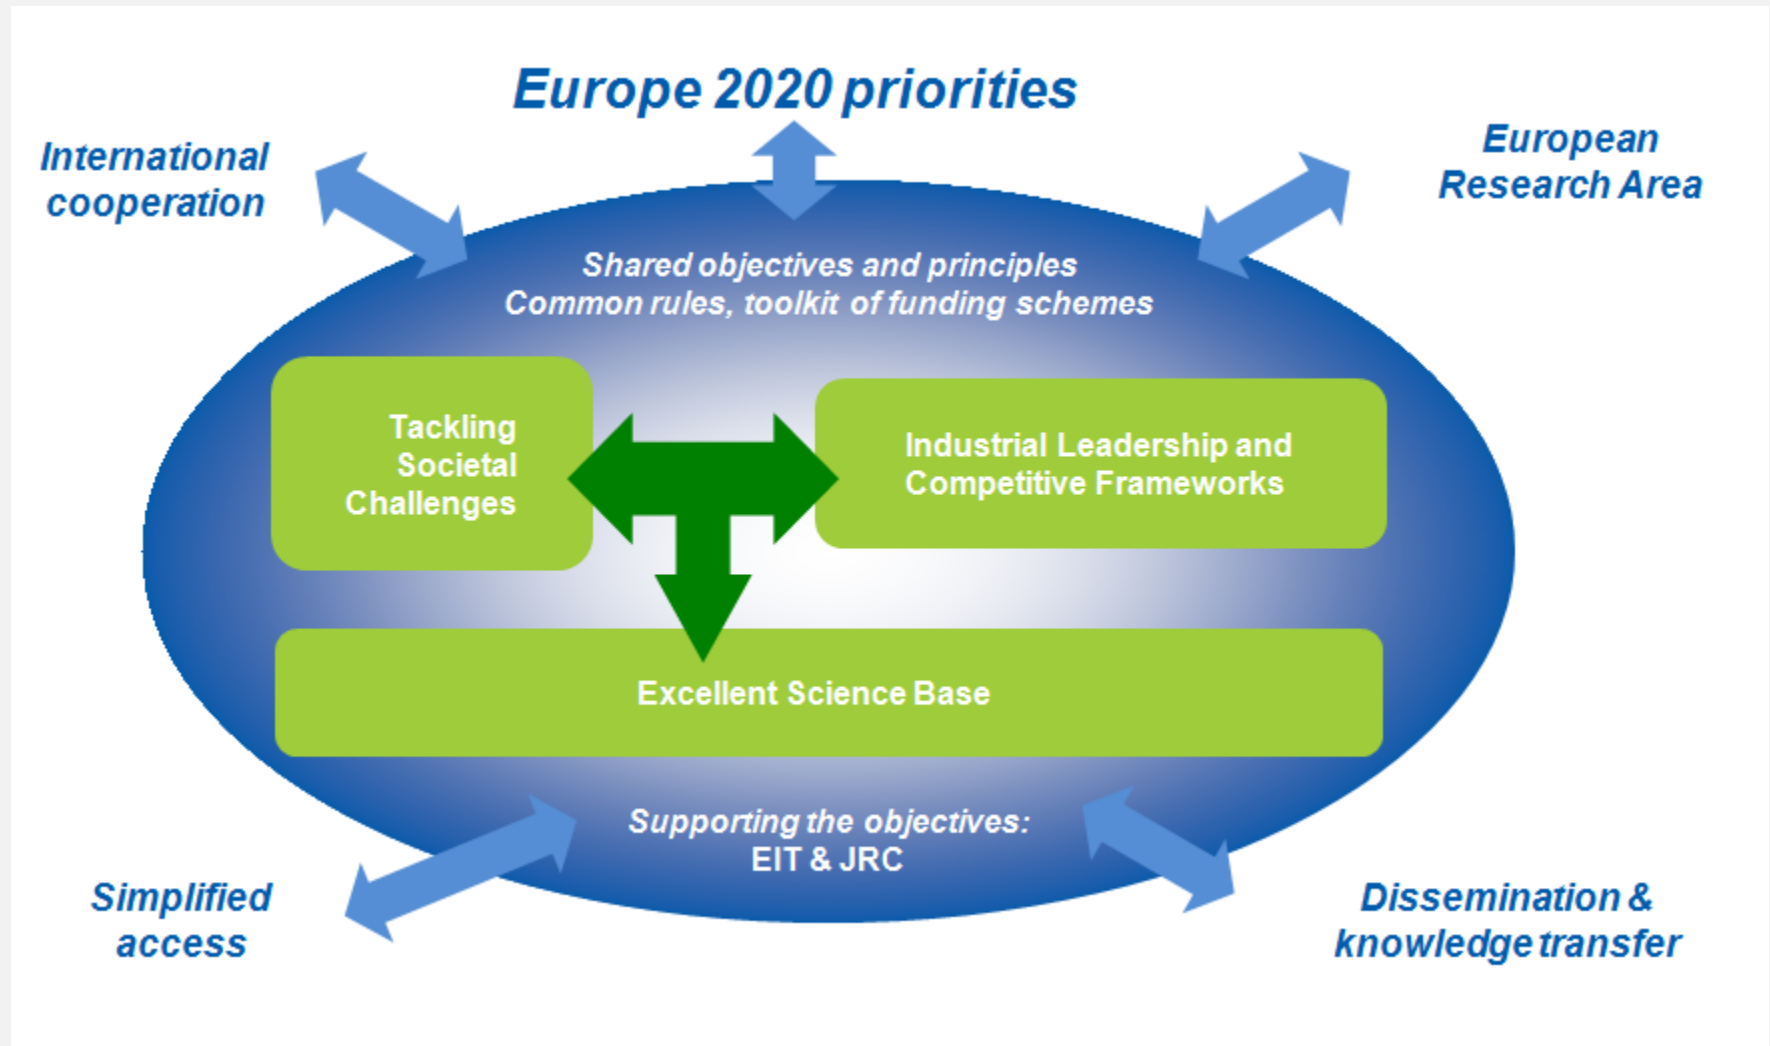 Europe 2020 priorities
International
cooperation
European
Research Area
Shared objectives and principles
Common rules, toolkit of funding schemes
Tackling
Societal
Challenges
Industrial Leadership and
Competitive Frameworks
Excellent Science Base
Supporting the objectives:
EIT & JRC
Simplified
access
Dissemination &
knowledge transfer